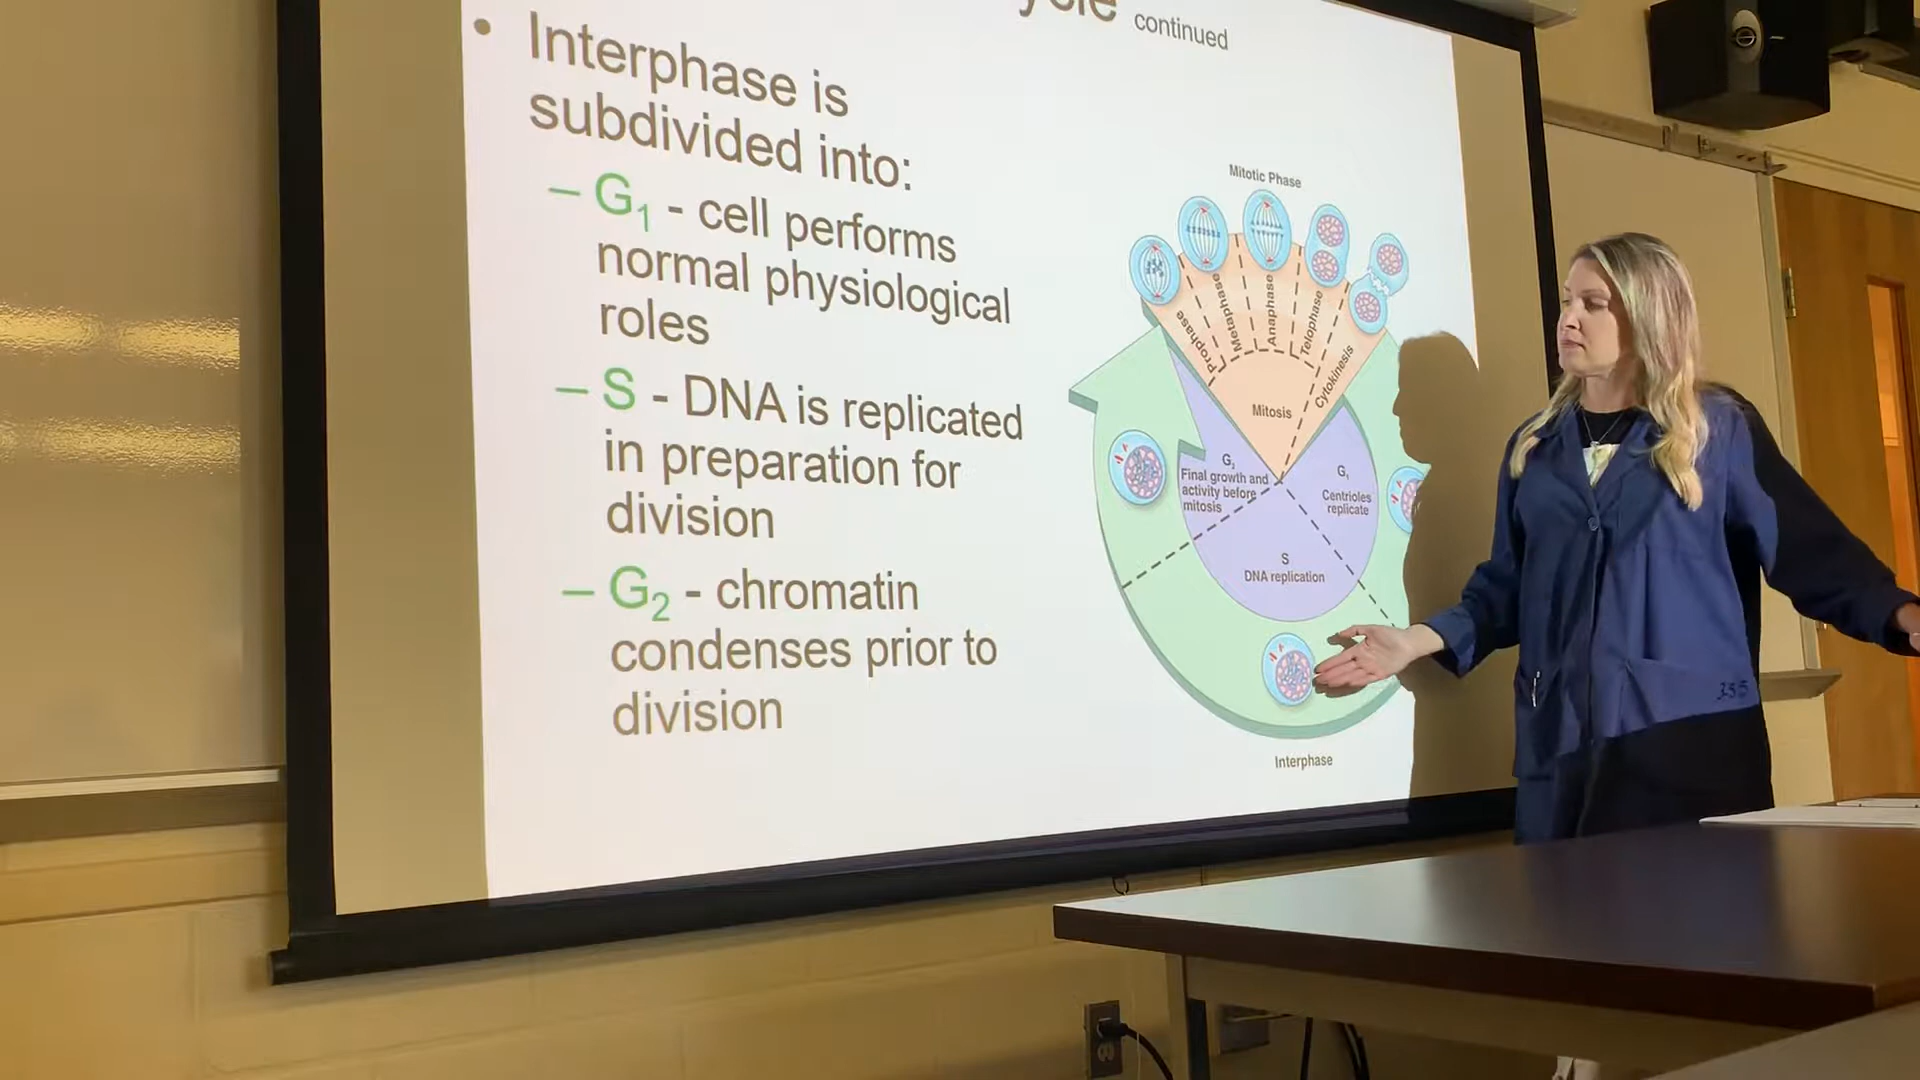 continued
• Interphase is
subdivided into:
– G₁ - cell performs
normal physiological
roles
– S - DNA is replicated
in preparation for
division
– G₂ - chromatin
condenses prior to
division
Mitotic Phase
Prophase
Metaphase
Anaphase
Telophase
Cytokinesis
Mitosis
G₂
Final growth and
activity before
mitosis
G₁
Centrioles
replicate
S
DNA replication
Interphase
355